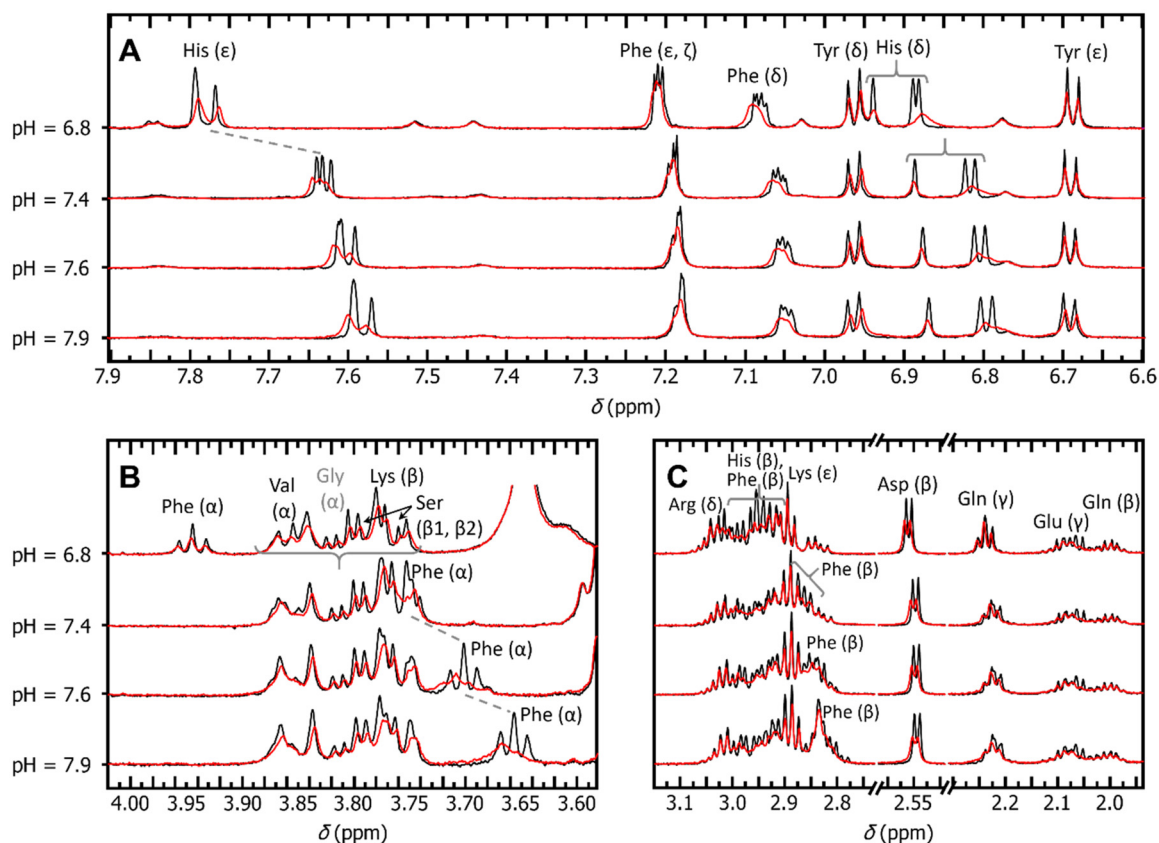 A
His (ε)
Phe (ε, ζ)
Phe (δ)
Tyr (δ)
His (δ)
Tyr (ε)
pH = 6.8
pH = 7.4
pH = 7.6
pH = 7.9
7.9 7.8 7.7 7.6 7.5 7.4 7.3 7.2 7.1 7.0 6.9 6.8 6.7 6.6
δ (ppm)
B
Phe (α)
Val
(α)
Gly
(α)
Lys (β)
Ser
(β1, β2)
Phe (α)
Phe (α)
Phe (α)
pH = 6.8
pH = 7.4
pH = 7.6
pH = 7.9
4.00 3.95 3.90 3.85 3.80 3.75 3.70 3.65 3.60
δ (ppm)
C
Arg (δ)
His (β),
Phe (β)
Lys (ε)
Asp (β)
Gln (γ)
Glu (γ)
Gln (β)
Phe (β)
Phe (β)
Phe (β)
3.1 3.0 2.9 2.8 2.55 2.2 2.1 2.0
δ (ppm)